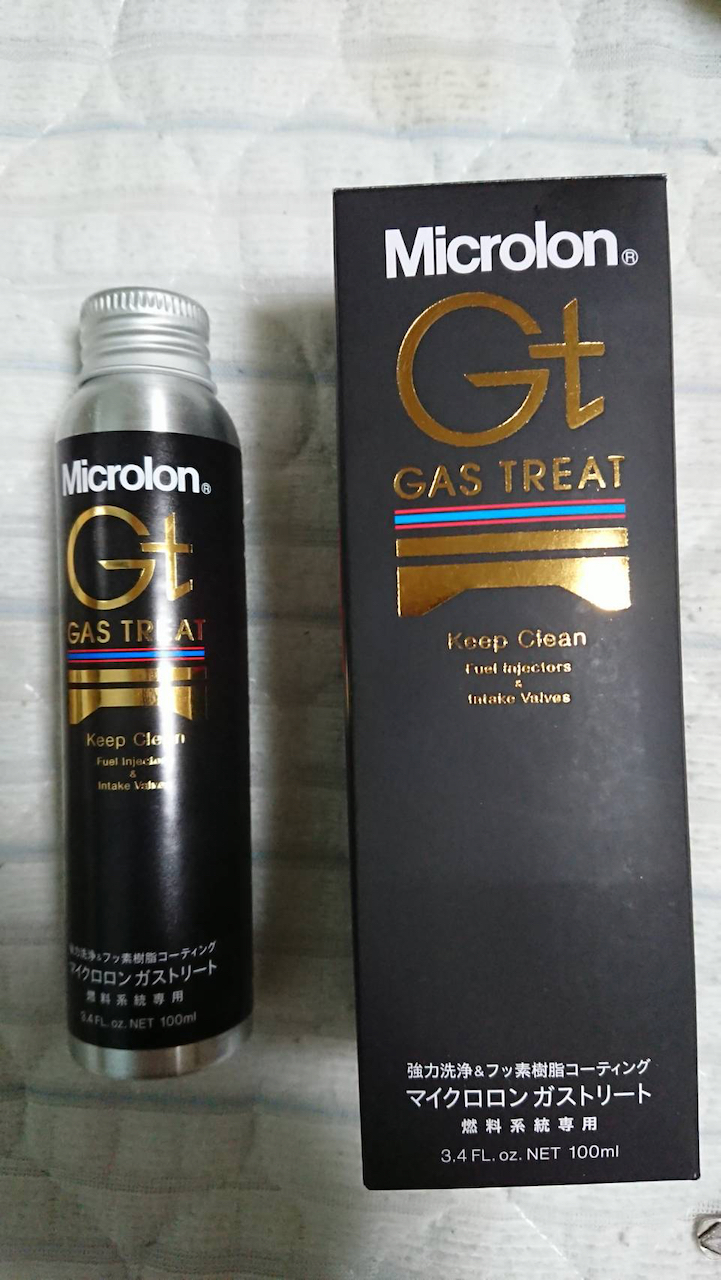 Microlon®
Gt
GAS TREAT
Keep Clean
Fuel Injectors
&
Intake Valves
強力洗浄&フッ素樹脂コーティング
マイクロロン ガストリート
燃料系統専用
3.4 FL. oz. NET 100ml
Microlon®
Gt
GAS TREAT
Keep Clean
Fuel Injectors
&
Intake Valves
強力洗浄&フッ素樹脂コーティング
マイクロロン ガストリート
燃料系統専用
3.4 FL. oz. NET 100ml